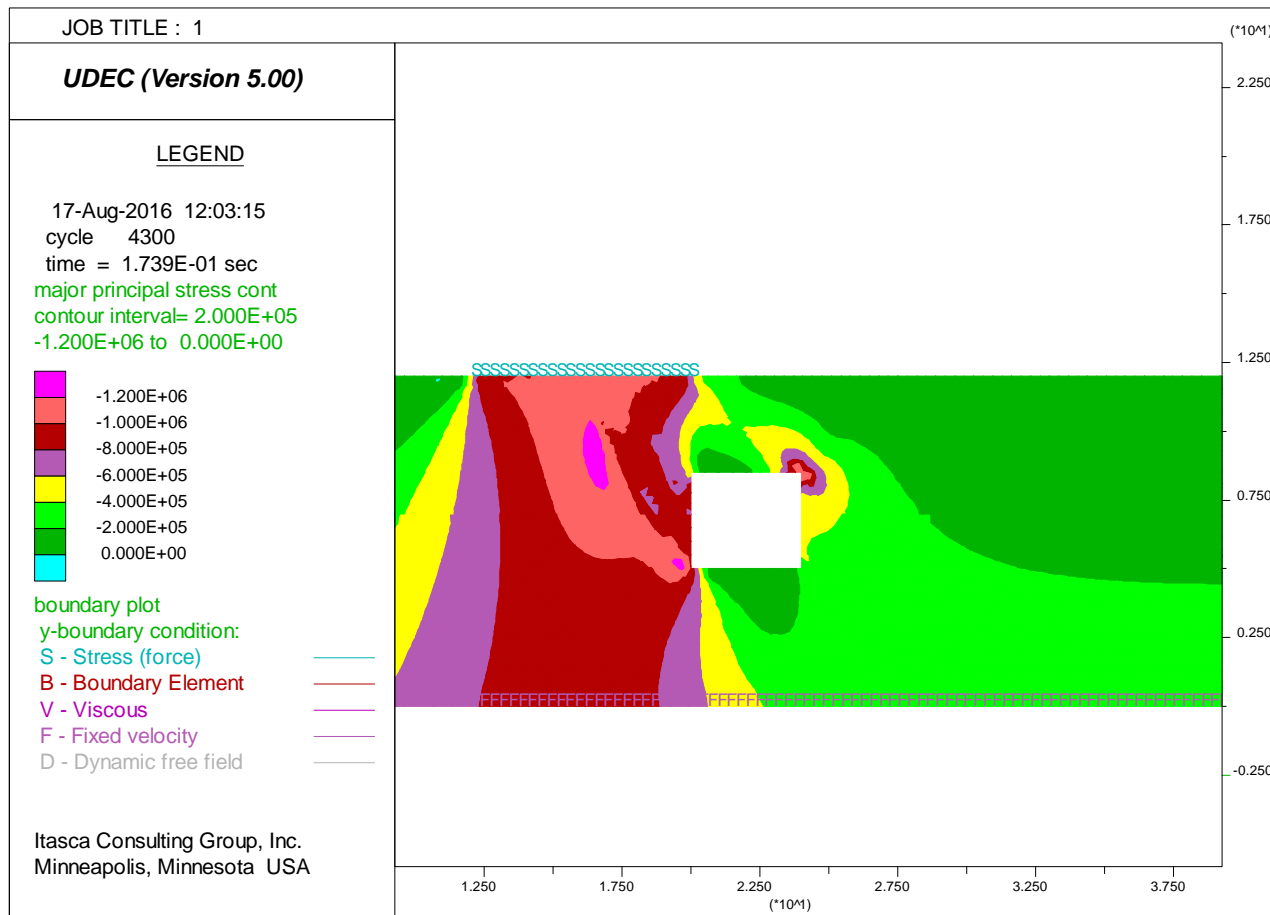 JOB TITLE : 1
UDEC (Version 5.00)
LEGEND
17-Aug-2016 12:03:15
cycle 4300
time = 1.739E-01 sec
major principal stress cont
contour interval= 2.000E+05
-1.200E+06 to 0.000E+00
-1.200E+06
-1.000E+06
-8.000E+05
-6.000E+05
-4.000E+05
-2.000E+05
0.000E+00
boundary plot
y-boundary condition:
S - Stress (force)
B - Boundary Element
V - Viscous
F - Fixed velocity
D - Dynamic free field
Itasca Consulting Group, Inc.
Minneapolis, Minnesota USA
(*10^1)
2.250
1.750
1.250
0.750
0.250
-0.250
1.250 1.750 2.250 2.750 3.250 3.750
(*10^1)